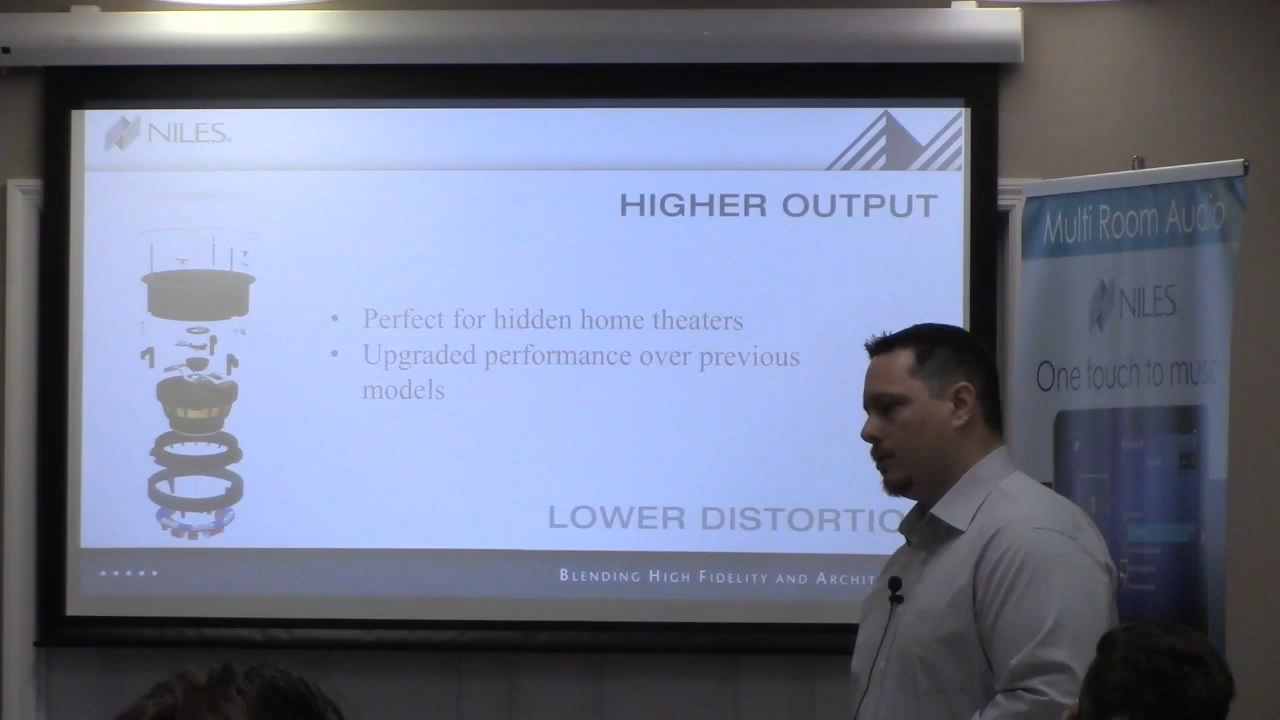 NILES
HIGHER OUTPUT
• Perfect for hidden home theaters
• Upgraded performance over previous
models
LOWER DISTORTIO
BLENDING HIGH FIDELITY AND ARCHIT
Multi Room Audio
NILES
One touch to music